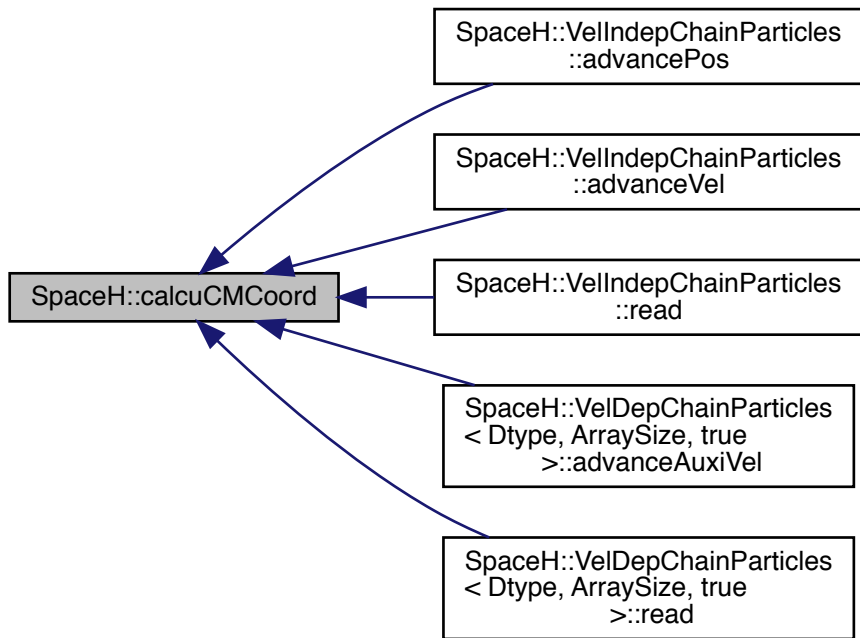 SpaceH::VelIndepChainParticles
::advancePos
SpaceH::VelIndepChainParticles
::advanceVel
SpaceH::calcuCMCoord
SpaceH::VelIndepChainParticles
::read
SpaceH::VelDepChainParticles
< Dtype, ArraySize, true
>::advanceAuxiVel
SpaceH::VelDepChainParticles
< Dtype, ArraySize, true
>::read